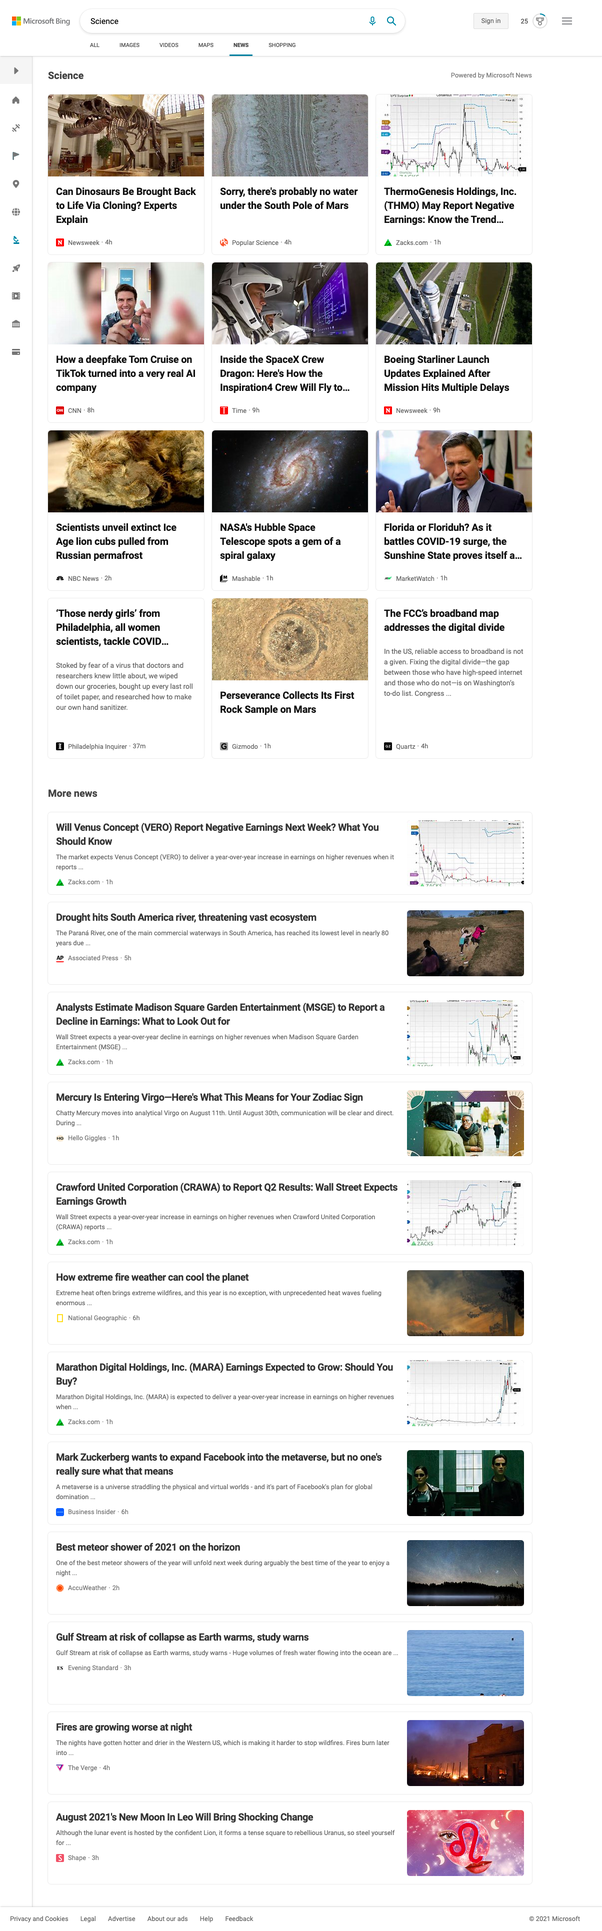 Microsoft Bing
Science
Sign in
25
ALL
IMAGES
VIDEOS
MAPS
NEWS
SHOPPING
Science
Powered by Microsoft News
Can Dinosaurs Be Brought Back
to Life Via Cloning? Experts
Explain
Newsweek · 4h
Sorry, there's probably no water
under the South Pole of Mars
Popular Science · 4h
ThermoGenesis Holdings, Inc.
(THMO) May Report Negative
Earnings: Know the Trend...
Zacks.com · 1h
How a deepfake Tom Cruise on
TikTok turned into a very real AI
company
CNN · 8h
Inside the SpaceX Crew
Dragon: Here's How the
Inspiration4 Crew Will Fly to...
Time · 9h
Boeing Starliner Launch
Updates Explained After
Mission Hits Multiple Delays
Newsweek · 9h
Scientists unveil extinct Ice
Age lion cubs pulled from
Russian permafrost
NBC News · 2h
NASA's Hubble Space
Telescope spots a gem of a
spiral galaxy
Mashable · 1h
Florida or Floriduh? As it
battles COVID-19 surge, the
Sunshine State proves itself a...
MarketWatch · 1h
'Those nerdy girls' from
Philadelphia, all women
scientists, tackle COVID...
Stoked by fear of a virus that doctors and
researchers knew little about, we wiped
down our groceries, bought up every last roll
of toilet paper, and researched how to make
our own hand sanitizer.
Philadelphia Inquirer · 37m
Perseverance Collects Its First
Rock Sample on Mars
Gizmodo · 1h
The FCC's broadband map
addresses the digital divide
In the US, reliable access to broadband is not
a given. Fixing the digital divide—the gap
between those who have high-speed internet
and those who do not—is on Washington's
to-do list. Congress ...
Quartz · 4h
More news
Will Venus Concept (VERO) Report Negative Earnings Next Week? What You
Should Know
The market expects Venus Concept (VERO) to deliver a year-over-year increase in earnings on higher revenues when it
reports ...
Zacks.com · 1h
Drought hits South America river, threatening vast ecosystem
The Paraná River, one of the main commercial waterways in South America, has reached its lowest level in nearly 80
years due ...
AP Associated Press · 5h
Analysts Estimate Madison Square Garden Entertainment (MSGE) to Report a
Decline in Earnings: What to Look Out for
Wall Street expects a year-over-year decline in earnings on higher revenues when Madison Square Garden
Entertainment (MSGE) ...
Zacks.com · 1h
Mercury Is Entering Virgo—Here's What This Means for Your Zodiac Sign
Chatty Mercury moves into analytical Virgo on August 11th. Until August 30th, communication will be clear and direct.
During ...
HG Hello Giggles · 1h
Crawford United Corporation (CRAWA) to Report Q2 Results: Wall Street Expects
Earnings Growth
Wall Street expects a year-over-year increase in earnings on higher revenues when Crawford United Corporation
(CRAWA) reports ...
Zacks.com · 1h
ZACKS
How extreme fire weather can cool the planet
Extreme heat often brings extreme wildfires, and this year is no exception, with unprecedented heat waves fueling
enormous ...
National Geographic · 6h
Marathon Digital Holdings, Inc. (MARA) Earnings Expected to Grow: Should You
Buy?
Marathon Digital Holdings, Inc. (MARA) is expected to deliver a year-over-year increase in earnings on higher revenues
when ...
Zacks.com · 1h
Mark Zuckerberg wants to expand Facebook into the metaverse, but no one's
really sure what that means
A metaverse is a universe straddling the physical and virtual worlds - and it's part of Facebook's plan for global
domination ...
Business Insider · 6h
Best meteor shower of 2021 on the horizon
One of the best meteor showers of the year will unfold next week during arguably the best time of the year to enjoy a
night ...
AccuWeather · 2h
Gulf Stream at risk of collapse as Earth warms, study warns
Gulf Stream at risk of collapse as Earth warms, study warns - Huge volumes of fresh water flowing into the ocean are ...
ES Evening Standard · 3h
Fires are growing worse at night
The nights have gotten hotter and drier in the Western US, which is making it harder to stop wildfires. Fires burn later
into ...
The Verge · 4h
August 2021's New Moon In Leo Will Bring Shocking Change
Although the lunar event is hosted by the confident Lion, it forms a tense square to rebellious Uranus, so steel yourself
for ...
Shape · 3h
Privacy and Cookies
Legal
Advertise
About our ads
Help
Feedback
© 2021 Microsoft